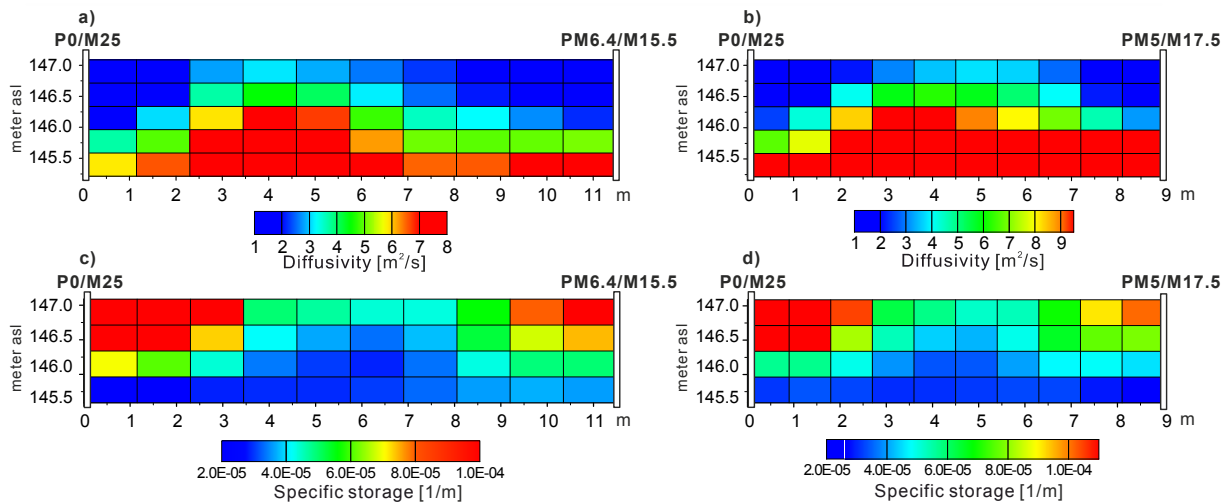 a)
P0/M25 PM6.4/M15.5
meter asl
147.0
146.5
146.0
145.5
0 1 2 3 4 5 6 7 8 9 10 11 m
1 2 3 4 5 6 7 8
Diffusivity [m²/s]
b)
P0/M25 PM5/M17.5
meter asl
147.0
146.5
146.0
145.5
0 1 2 3 4 5 6 7 8 9 m
1 2 3 4 5 6 7 8 9
Diffusivity [m²/s]
c)
P0/M25 PM6.4/M15.5
meter asl
147.0
146.5
146.0
145.5
0 1 2 3 4 5 6 7 8 9 10 11 m
2.0E-05 4.0E-05 6.0E-05 8.0E-05 1.0E-04
Specific storage [1/m]
d)
P0/M25 PM5/M17.5
meter asl
147.0
146.5
146.0
145.5
0 1 2 3 4 5 6 7 8 9 m
2.0E-05 4.0E-05 6.0E-05 8.0E-05 1.0E-04
Specific storage [1/m]